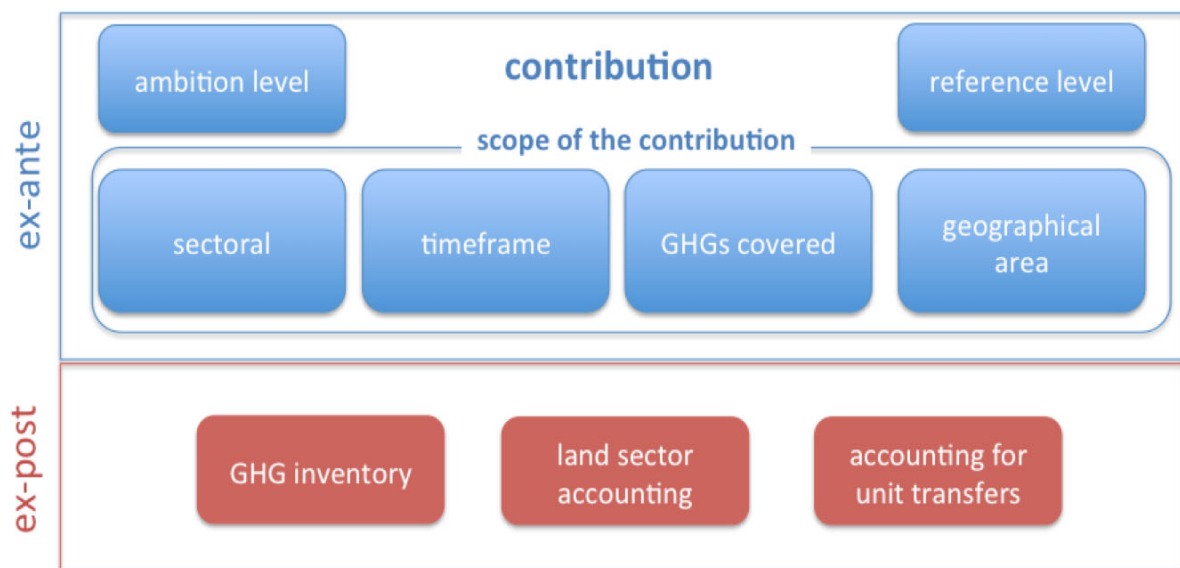 ex-ante
contribution
ambition level
reference level
scope of the contribution
sectoral
timeframe
GHGs covered
geographical
area
ex-post
GHG inventory
land sector
accounting
accounting for
unit transfers